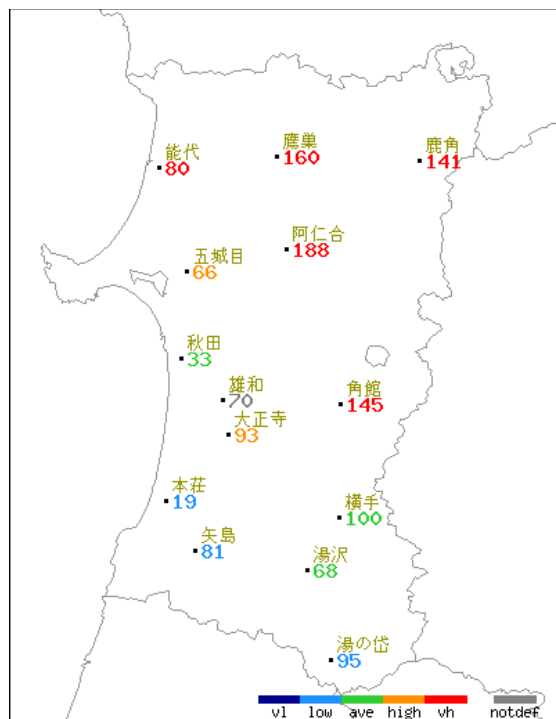 能代
80
鷹巣
160
鹿角
141
阿仁合
188
五城目
66
秋田
33
雄和
70
角館
145
大正寺
93
本荘
19
横手
100
矢島
81
湯沢
68
湯の岱
95
vl low ave high vh notdef